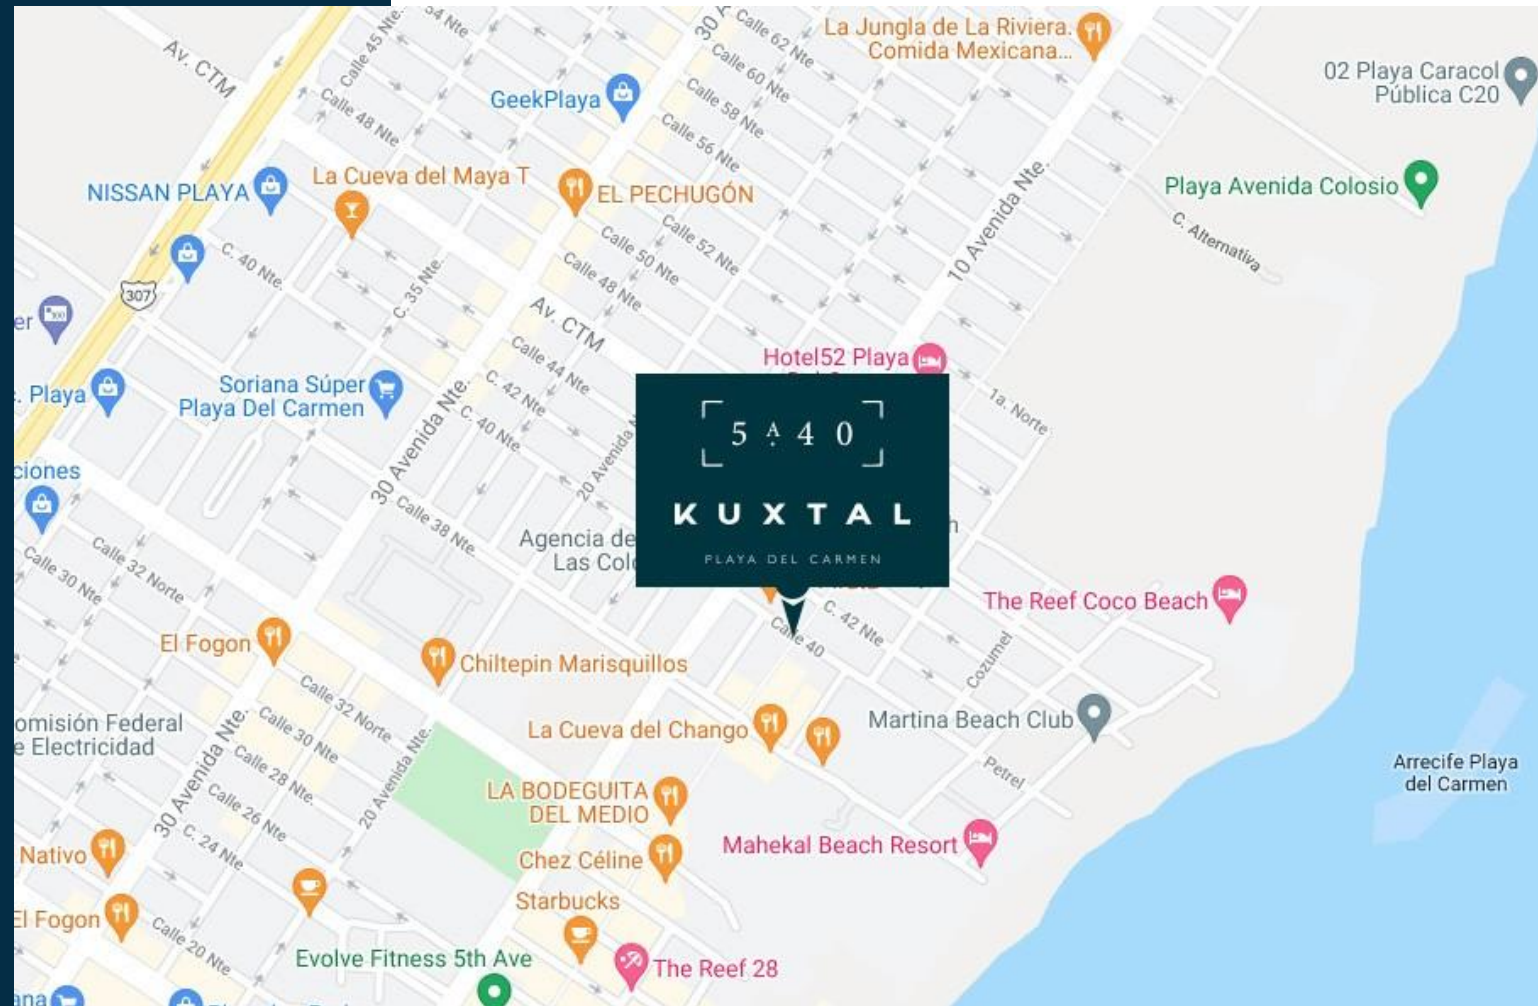 54 Nte.
Calle 45 Nte.
Av. CTM
Calle 62 Nte
La Jungla de La Riviera.
Comida Mexicana...
02 Playa Caracol
Pública C20
GeekPlaya
Calle 60 Nte
Calle 58 Nte
Calle 48 Nte
Calle 56 Nte
NISSAN PLAYA
La Cueva del Maya T
EL PECHUGÓN
Playa Avenida Colosio
10 Avenida Nte.
C. Alternativa
C. 40 Nte.
C. 35 Nte.
Calle 50 Nte
Calle 52 Nte
Calle 48 Nte
307
er
Av. CTM
Calle 44 Nte
Hotel52 Playa
. Playa
Soriana Súper
Playa Del Carmen
C. 42 Nte
C. 40 Nte
1a. Norte
30 Avenida Nte.
20 Avenida
5 A 40
KUXTAL
PLAYA DEL CARMEN
ciones
Calle 38 Nte
Agencia de
Las Colo
h
Calle 30 Nte
Calle 32 Norte
The Reef Coco Beach
Calle 40
C. 42 Nte
El Fogon
Chiltepin Marisquillos
Cozumel
Calle 32 Norte
omisión Federal
e Electricidad
30 Avenida Nte.
Calle 30 Nte
La Cueva del Chango
Martina Beach Club
Calle 28 Nte
20 Avenida Nte.
Petrel
Arrecife Playa
del Carmen
Calle 26 Nte
LA BODEGUITA
DEL MEDIO
C. 24 Nte
Nativo
Chez Céline
Mahekal Beach Resort
El Fogon
Starbucks
Calle 20 Nte
Evolve Fitness 5th Ave
The Reef 28
ana